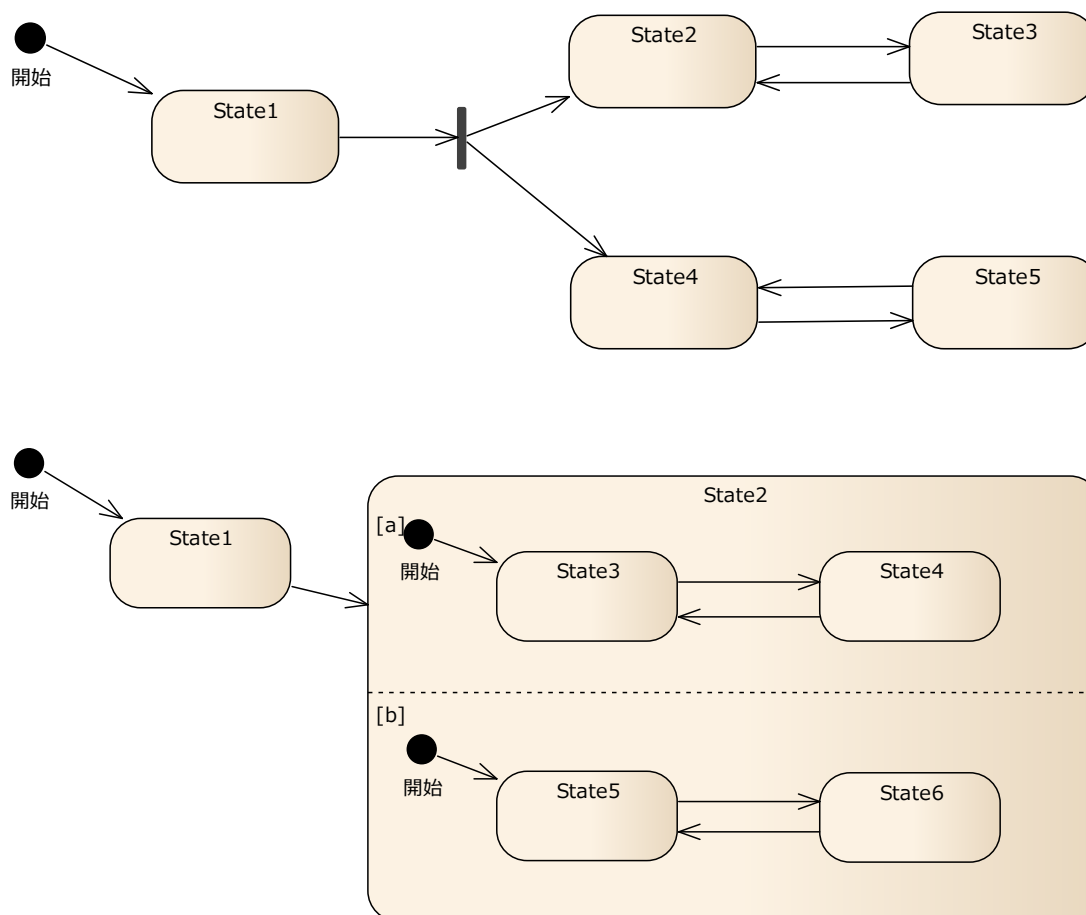 開始
State1
State2
State3
State4
State5
開始
State1
State2
[a]
開始
State3
State4
[b]
開始
State5
State6